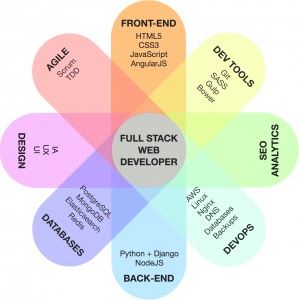 FRONT-END
HTML5
CSS3
JavaScript
AngularJS
DEV TOOLS
Git
SASS
Gulp
Bower
SEO
ANALYTICS
AWS
Linux
Nginx
DNS
Databases
Backups
DEVOPS
Python + Django
NodeJS
BACK-END
PostgreSQL
MongoDB
Elasticsearch
Redis
DATABASES
DESIGN
IA
UX
UI
AGILE
Scrum
TDD
FULL STACK
WEB
DEVELOPER